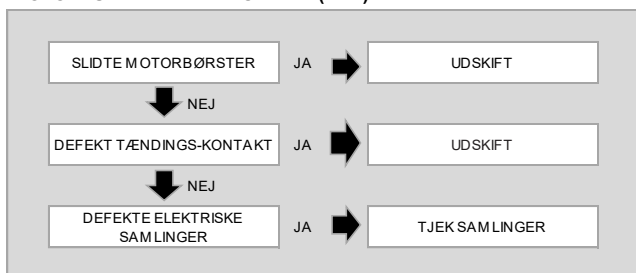 SLIDTE MOTORBØRSTER JA UDSKIFT
NEJ
DEFEKT TÆNDINGS-KONTAKT JA UDSKIFT
NEJ
DEFEKTE ELEKTRISKE
SAMLINGER JA TJEK SAMLINGER